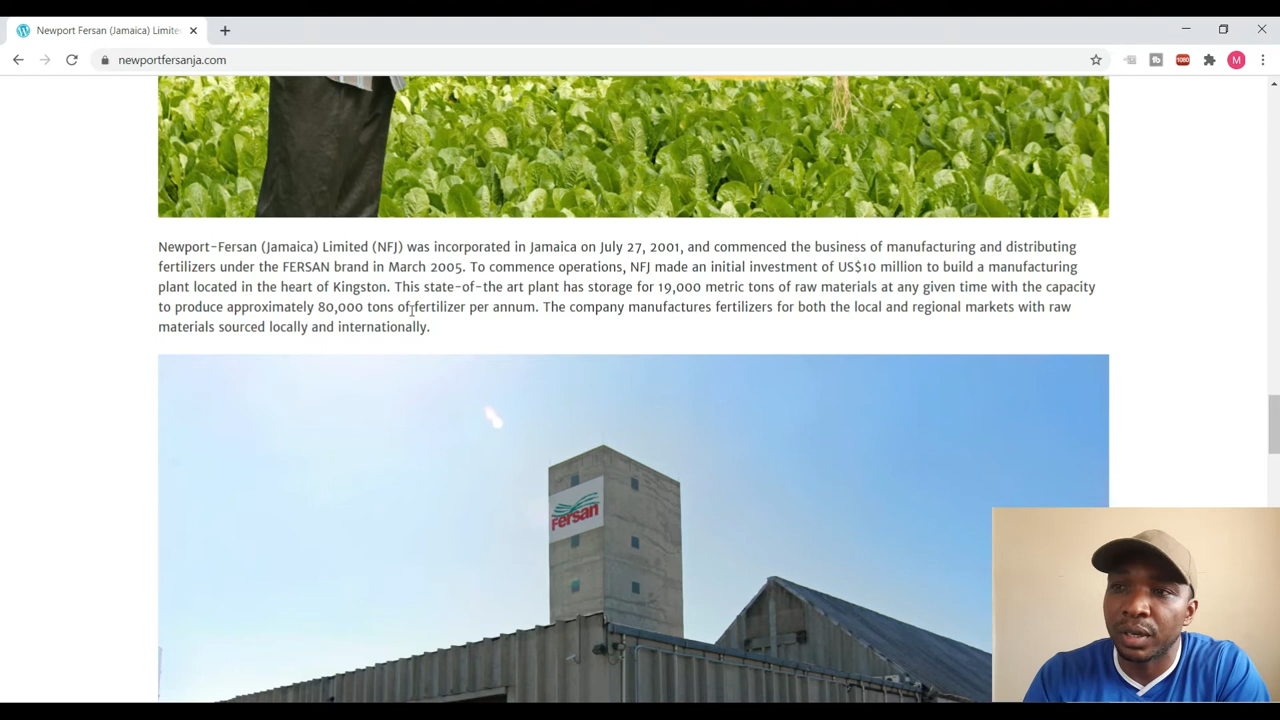 Newport Fersan (Jamaica) Limite
newportfersanja.com
M
Newport-Fersan (Jamaica) Limited (NFJ) was incorporated in Jamaica on July 27, 2001, and commenced the business of manufacturing and distributing
fertilizers under the FERSAN brand in March 2005. To commence operations, NFJ made an initial investment of US$10 million to build a manufacturing
plant located in the heart of Kingston. This state-of-the art plant has storage for 19,000 metric tons of raw materials at any given time with the capacity
to produce approximately 80,000 tons of fertilizer per annum. The company manufactures fertilizers for both the local and regional markets with raw
materials sourced locally and internationally.
Fersan